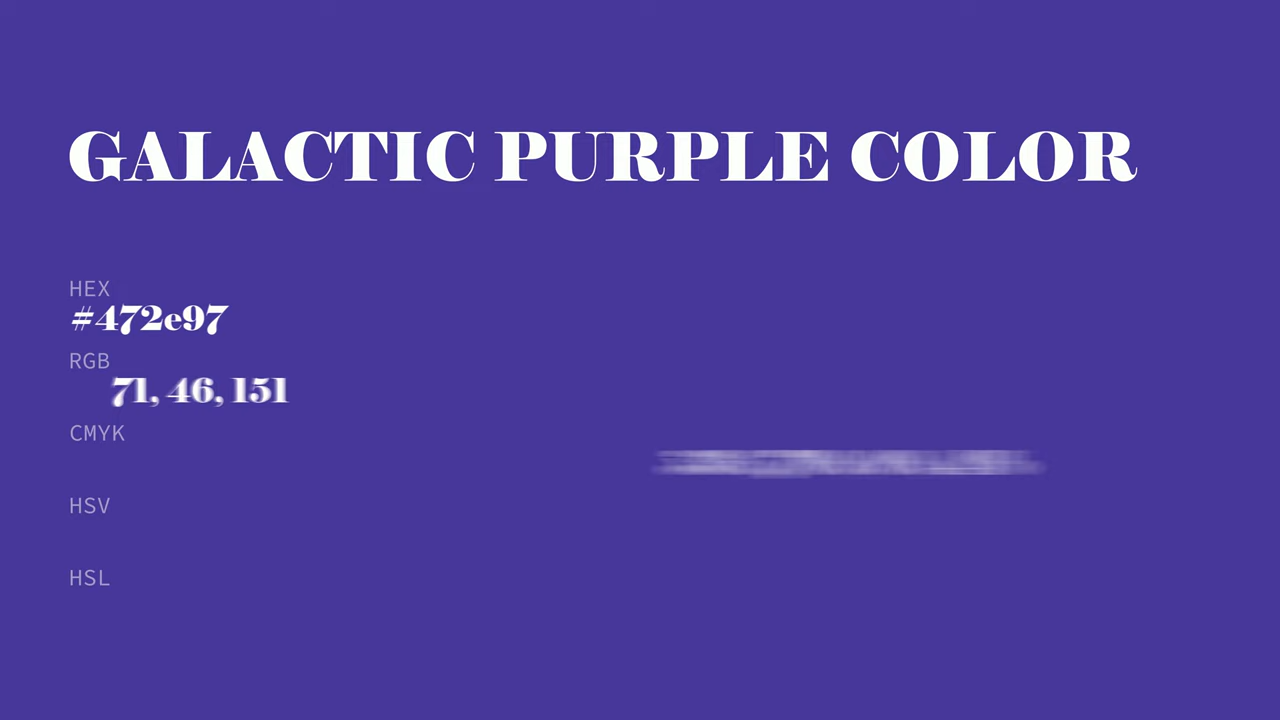 GALACTIC PURPLE COLOR
HEX
#472e97
RGB
71, 46, 151
CMYK
HSV
HSL